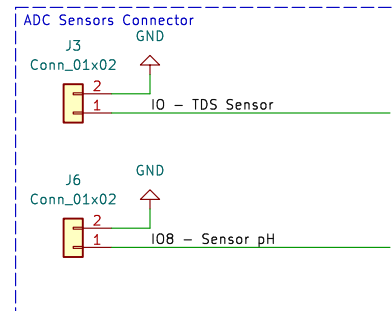 ADC Sensors Connector
J3
Conn_01x02
GND
2
1
IO - TDS Sensor
J6
Conn_01x02
GND
2
1
IO8 - Sensor pH